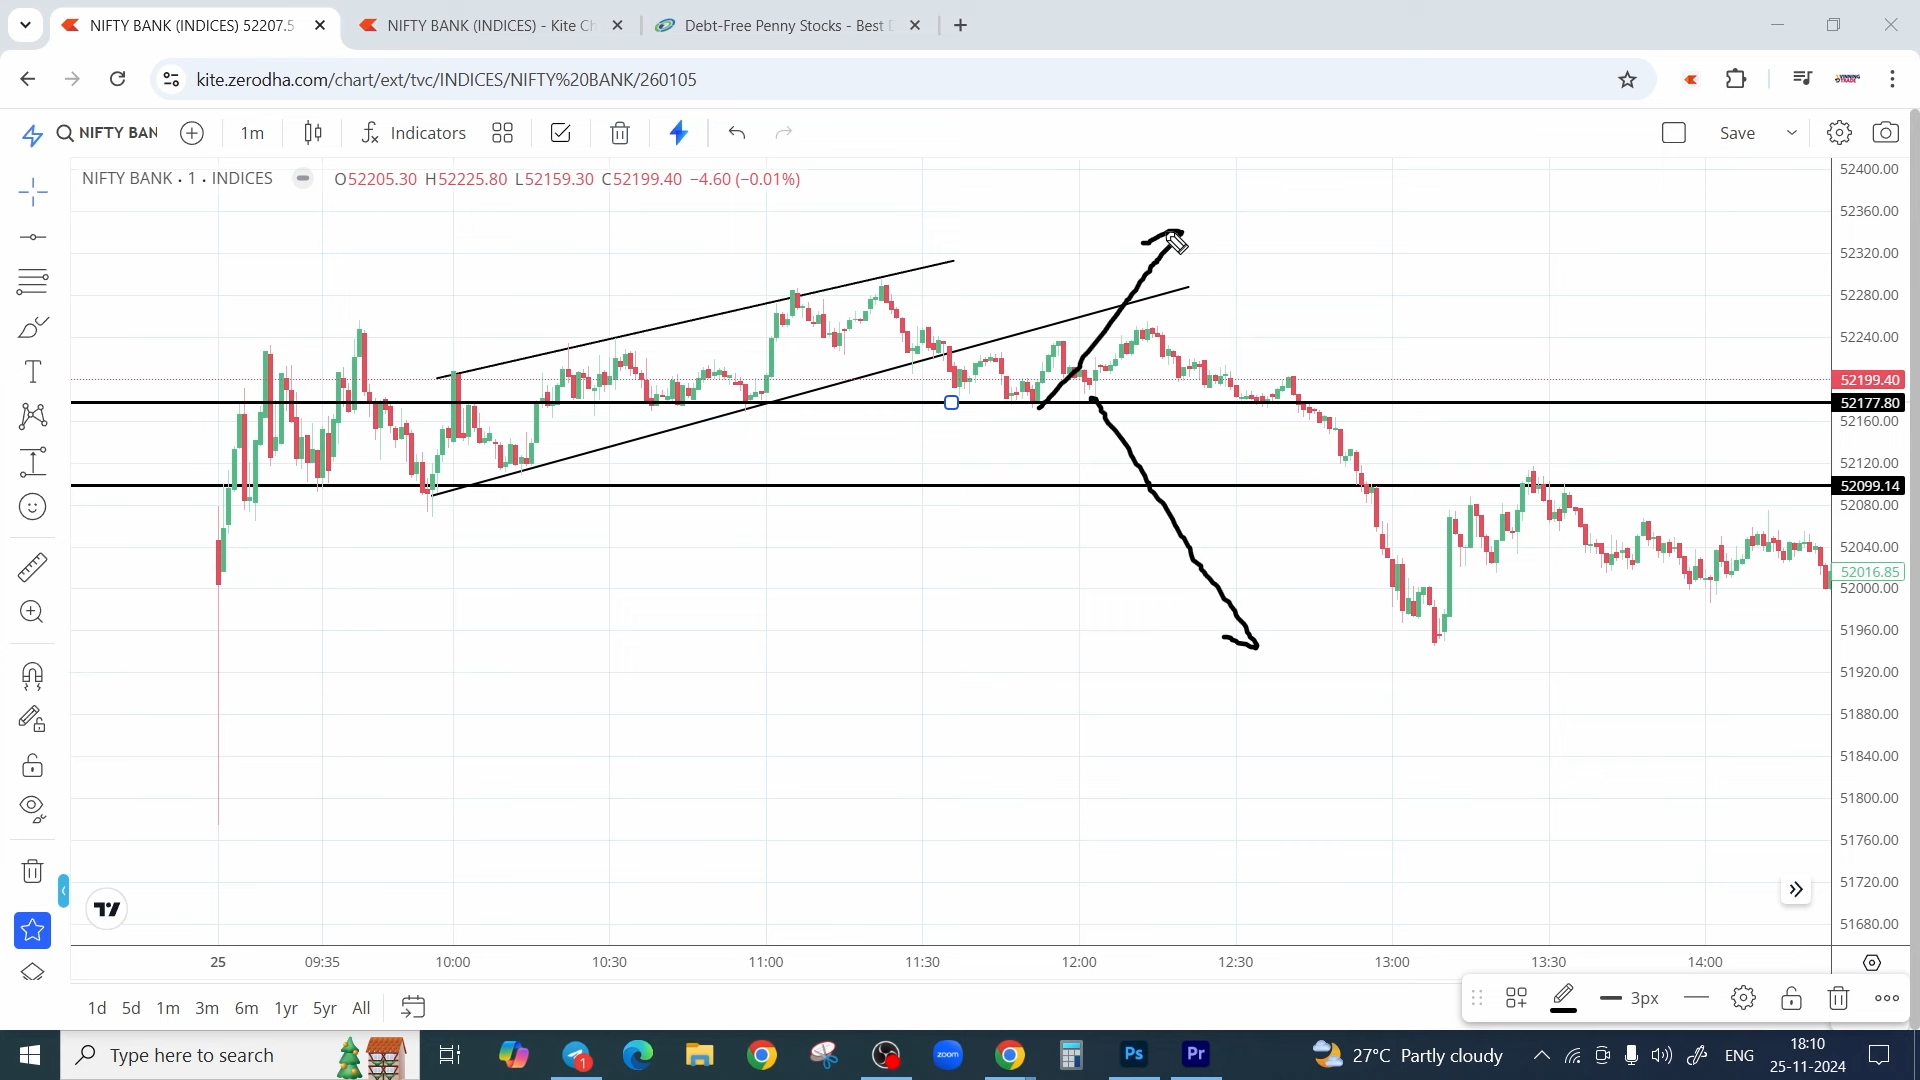 NIFTY BANK (INDICES) 52207.5
NIFTY BANK (INDICES) - Kite Ch
Debt-Free Penny Stocks - Best
kite.zerodha.com/chart/ext/tvc/INDICES/NIFTY%20BANK/260105
NIFTY BAN
1m
Indicators
Save
NIFTY BANK · 1 · INDICES
O52205.30 H52225.80 L52159.30 C52199.40 −4.60 (−0.01%)
52400.00
52360.00
52320.00
52280.00
52240.00
52199.40
52177.80
52160.00
52120.00
52099.14
52080.00
52040.00
52016.85
52000.00
51960.00
51920.00
51880.00
51840.00
51800.00
51760.00
51720.00
51680.00
25 09:35 10:00 10:30 11:00 11:30 12:00 12:30 13:00 13:30 14:00
3px
1d 5d 1m 3m 6m 1yr 3yr 5yr All
Type here to search
1
zoom
Ps
Pr
27°C Partly cloudy
ENG
18:10
25-11-2024